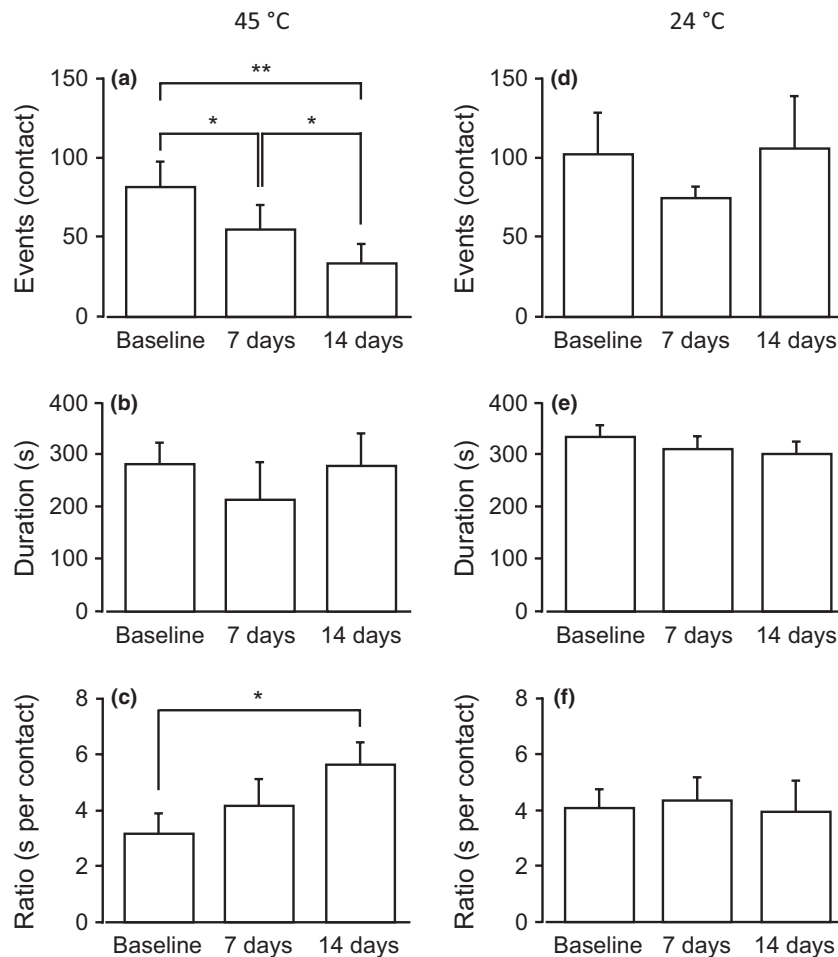 45 °C
24 °C
(a)
**
*
*
Events (contact)
150
100
50
0
Baseline 7 days 14 days
(d)
Events (contact)
150
100
50
0
Baseline 7 days 14 days
(b)
Duration (s)
400
300
200
100
0
Baseline 7 days 14 days
(e)
Duration (s)
400
300
200
100
0
Baseline 7 days 14 days
(c)
*
Ratio (s per contact)
8
6
4
2
0
Baseline 7 days 14 days
(f)
Ratio (s per contact)
8
6
4
2
0
Baseline 7 days 14 days